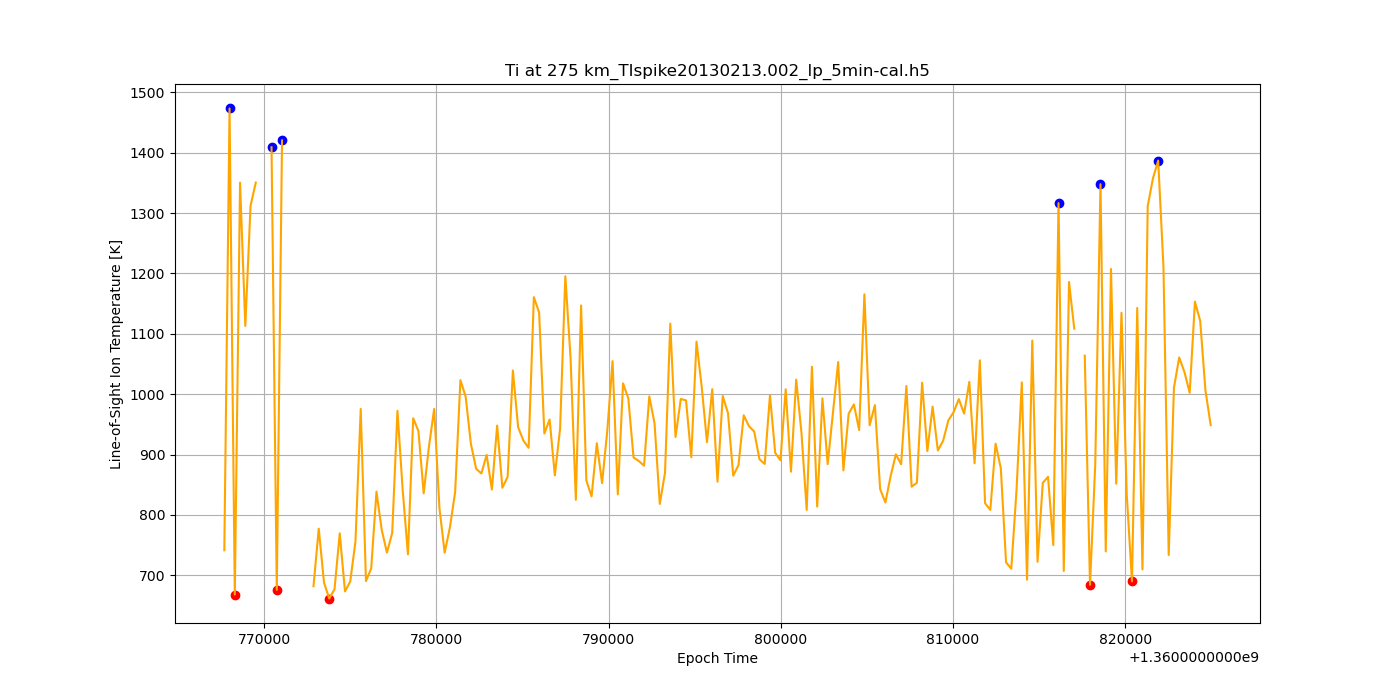 Ti at 275 km_TIspike20130213.002_lp_5min-cal.h5
Line-of-Sight Ion Temperature [K]
1500
1400
1300
1200
1100
1000
900
800
700
770000 780000 790000 800000 810000 820000
Epoch Time
+1.3600000000e9